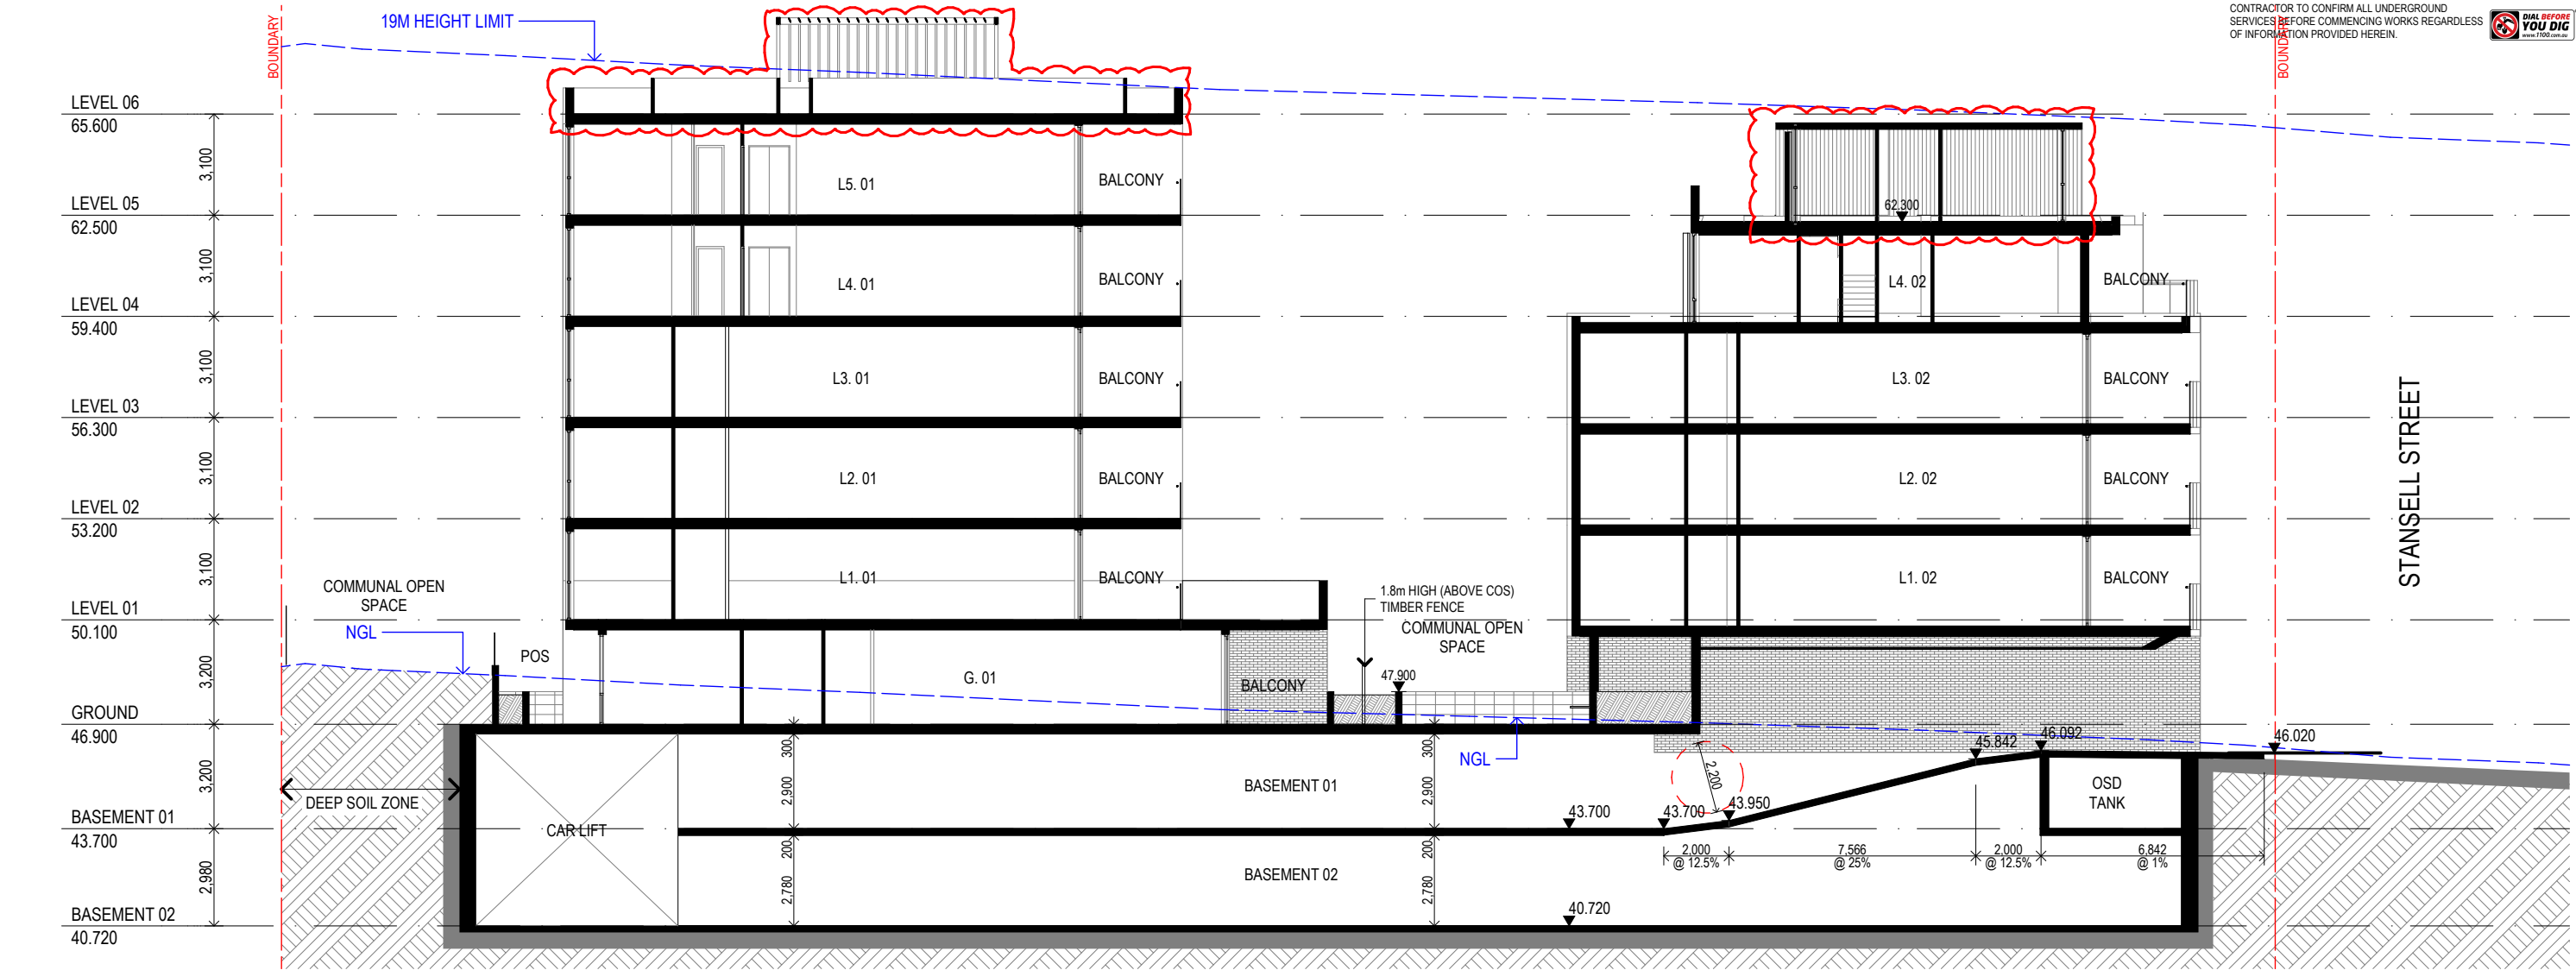 CONTRACTOR TO CONFIRM ALL UNDERGROUND
SERVICES BEFORE COMMENCING WORKS REGARDLESS
OF INFORMATION PROVIDED HEREIN.
DIAL BEFORE
YOU DIG
www.1100.com.au
BOUNDARY
19M HEIGHT LIMIT
BOUNDARY
LEVEL 06
65.600
3,100
L5. 01
BALCONY
LEVEL 05
62.500
62.300
3,100
L4. 01
BALCONY
L4. 02
BALCONY
LEVEL 04
59.400
3,100
L3. 01
BALCONY
L3. 02
BALCONY
LEVEL 03
56.300
3,100
L2. 01
BALCONY
L2. 02
BALCONY
STANSELL STREET
LEVEL 02
53.200
3,100
L1. 01
BALCONY
L1. 02
BALCONY
COMMUNAL OPEN
SPACE
1.8m HIGH (ABOVE COS)
TIMBER FENCE
LEVEL 01
50.100
NGL
COMMUNAL OPEN
SPACE
3,200
POS
G. 01
BALCONY
47.900
GROUND
46.900
NGL
45.842
46.092
46.020
3,200
300
2,900
300
2,900
2,200
DEEP SOIL ZONE
BASEMENT 01
OSD
TANK
BASEMENT 01
43.700
CAR LIFT
43.700
43.700
43.950
2,000
@ 12.5%
7,566
@ 25%
2,000
@ 12.5%
6,842
@ 1%
2,980
200
2,780
200
2,780
BASEMENT 02
BASEMENT 02
40.720
40.720